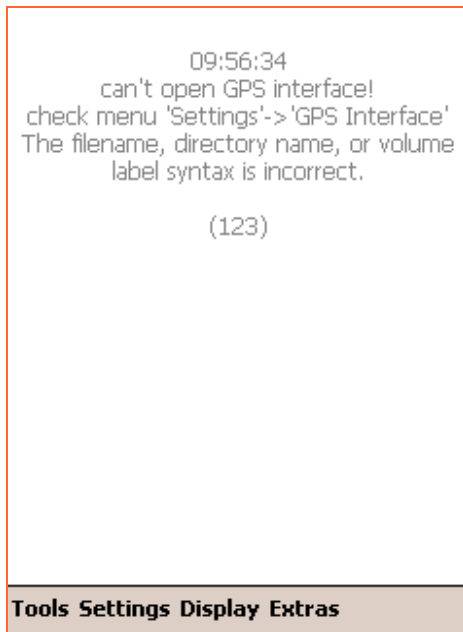 09:56:34
can't open GPS interface!
check menu 'Settings'->'GPS Interface'
The filename, directory name, or volume
label syntax is incorrect.
(123)
Tools Settings Display Extras